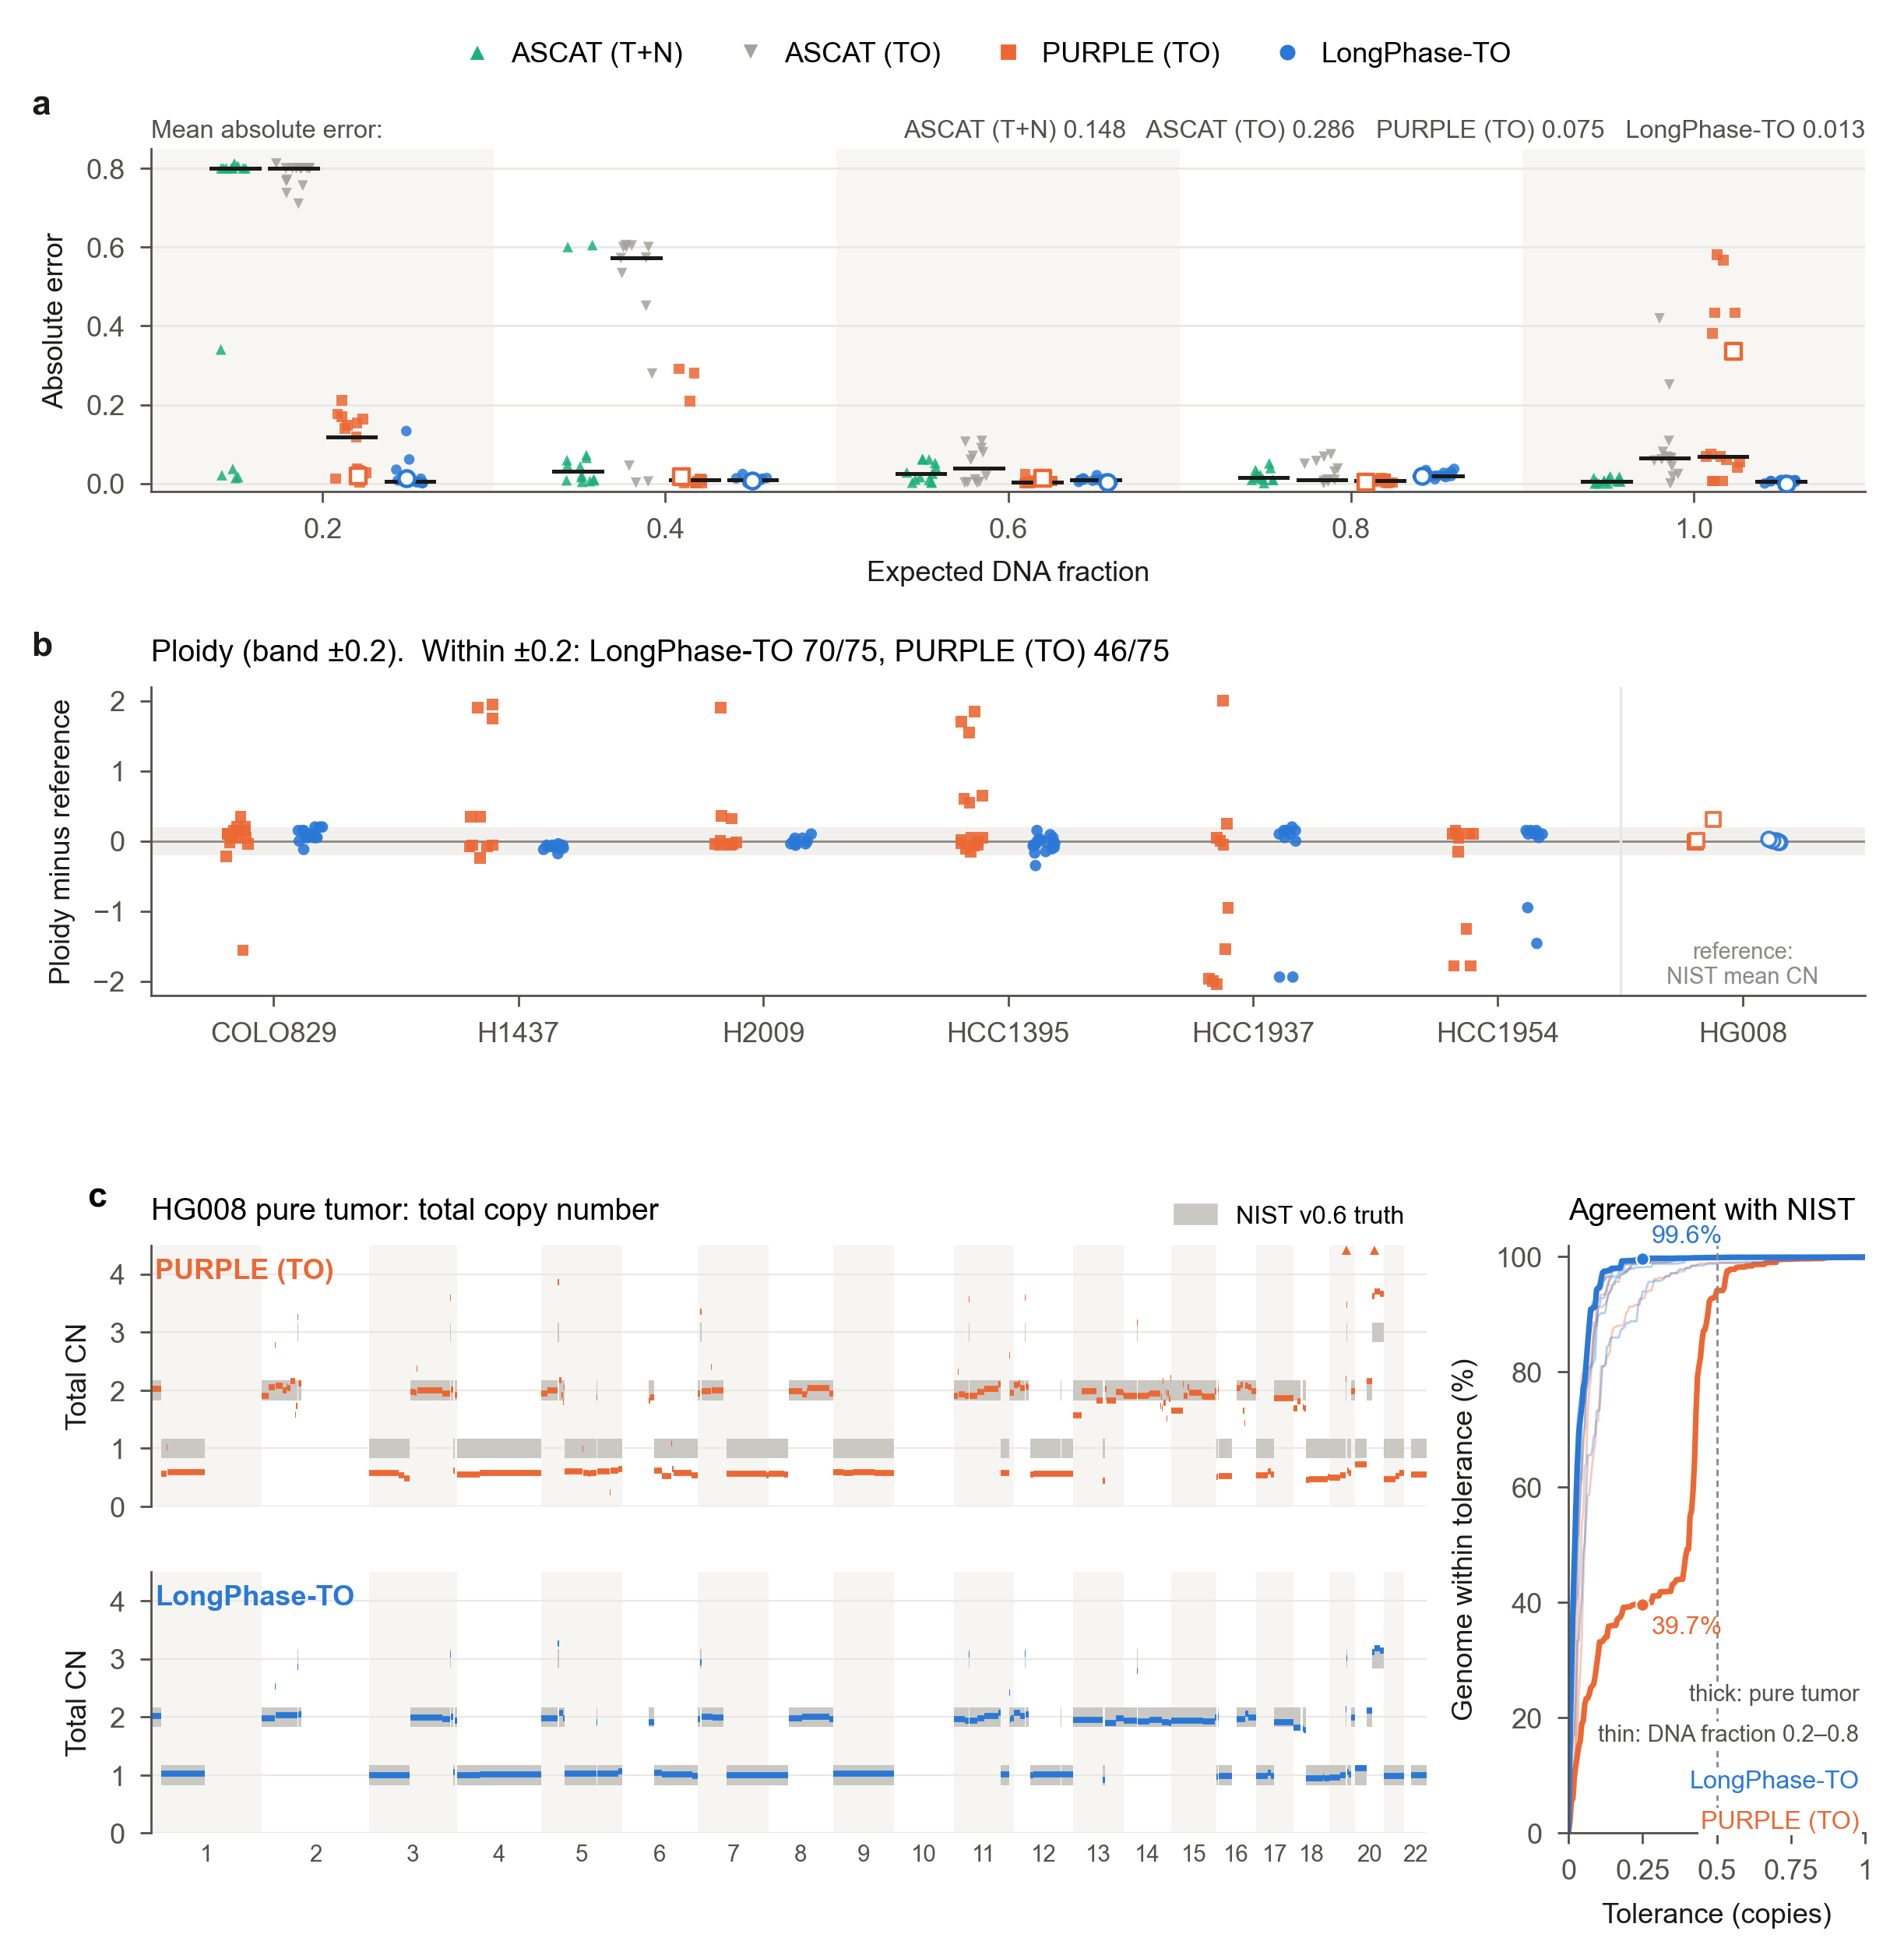 ASCAT (T+N) ASCAT (TO) PURPLE (TO) LongPhase-TO
a
Mean absolute error: ASCAT (T+N) 0.148 ASCAT (TO) 0.286 PURPLE (TO) 0.075 LongPhase-TO 0.013
Absolute error
0.8
0.6
0.4
0.2
0.0
0.2 0.4 0.6 0.8 1.0
Expected DNA fraction
b
Ploidy (band ±0.2). Within ±0.2: LongPhase-TO 70/75, PURPLE (TO) 46/75
Ploidy minus reference
2
1
0
−1
−2
reference:
NIST mean CN
COLO829 H1437 H2009 HCC1395 HCC1937 HCC1954 HG008
c
HG008 pure tumor: total copy number
NIST v0.6 truth
PURPLE (TO)
Total CN
4
3
2
1
0
LongPhase-TO
Total CN
4
3
2
1
0
1 2 3 4 5 6 7 8 9 10 11 12 13 14 15 16 17 18 20 22
Agreement with NIST
99.6%
Genome within tolerance (%)
100
80
60
40
20
0
39.7%
thick: pure tumor
thin: DNA fraction 0.2–0.8
LongPhase-TO
PURPLE (TO)
0 0.25 0.5 0.75 1
Tolerance (copies)